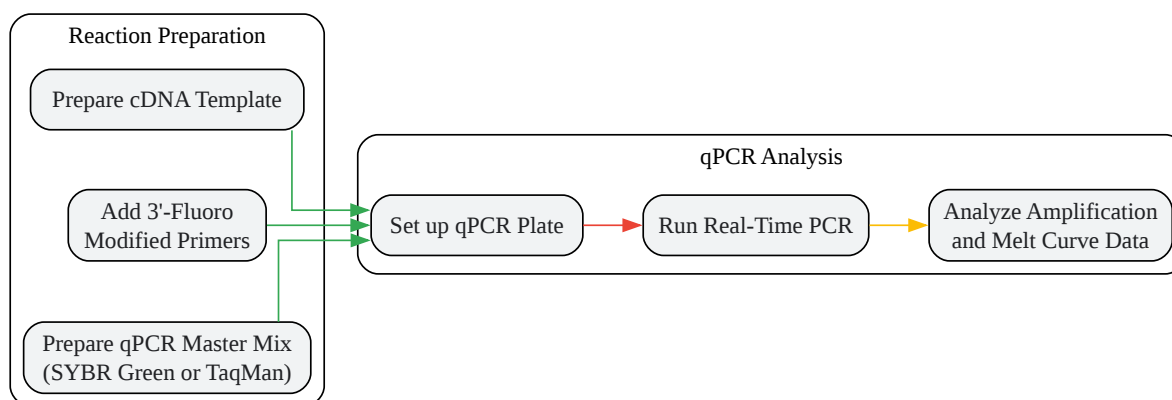 Reaction Preparation
Prepare cDNA Template
Add 3'-Fluoro
Modified Primers
Prepare qPCR Master Mix
(SYBR Green or TaqMan)
qPCR Analysis
Set up qPCR Plate
Run Real-Time PCR
Analyze Amplification
and Melt Curve Data